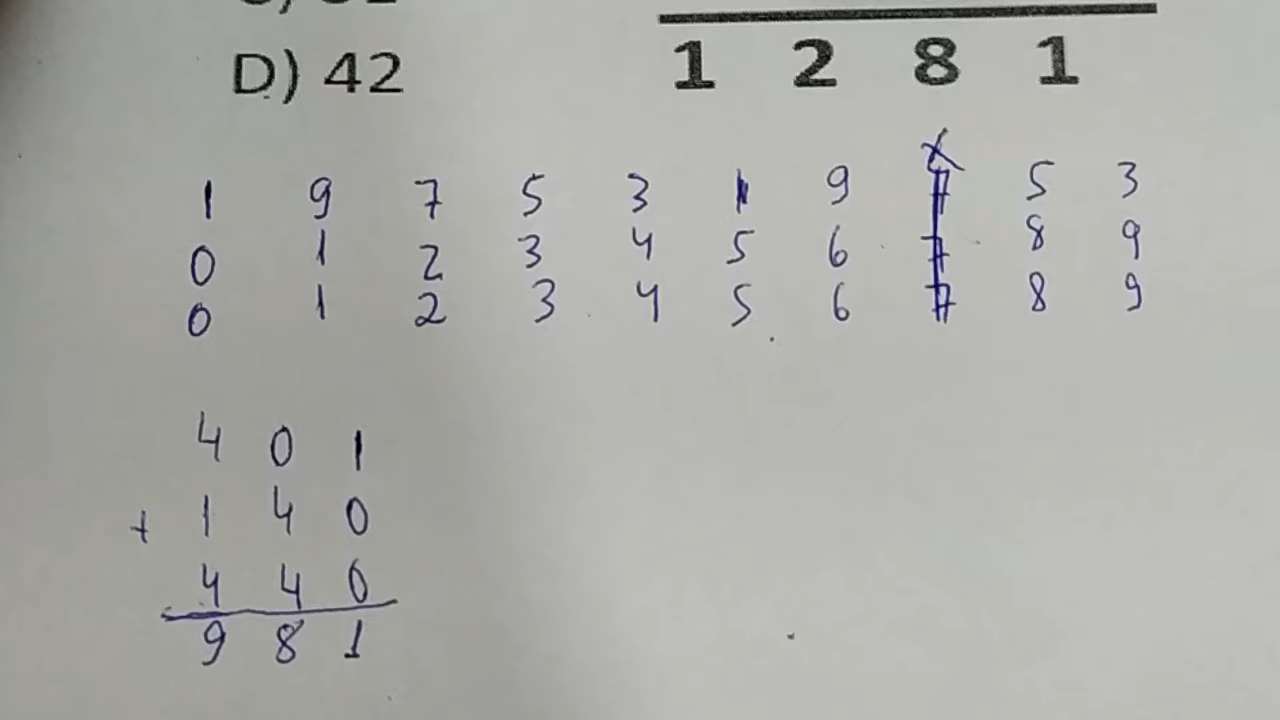 D) 42
1 2 8 1
1 9 7 5 3 1 9 7 5 3
0 1 2 3 4 5 6 7 8 9
0 1 2 3 4 5 6 7 8 9
4 0 1
+ 1 4 0
4 4 0
9 8 1